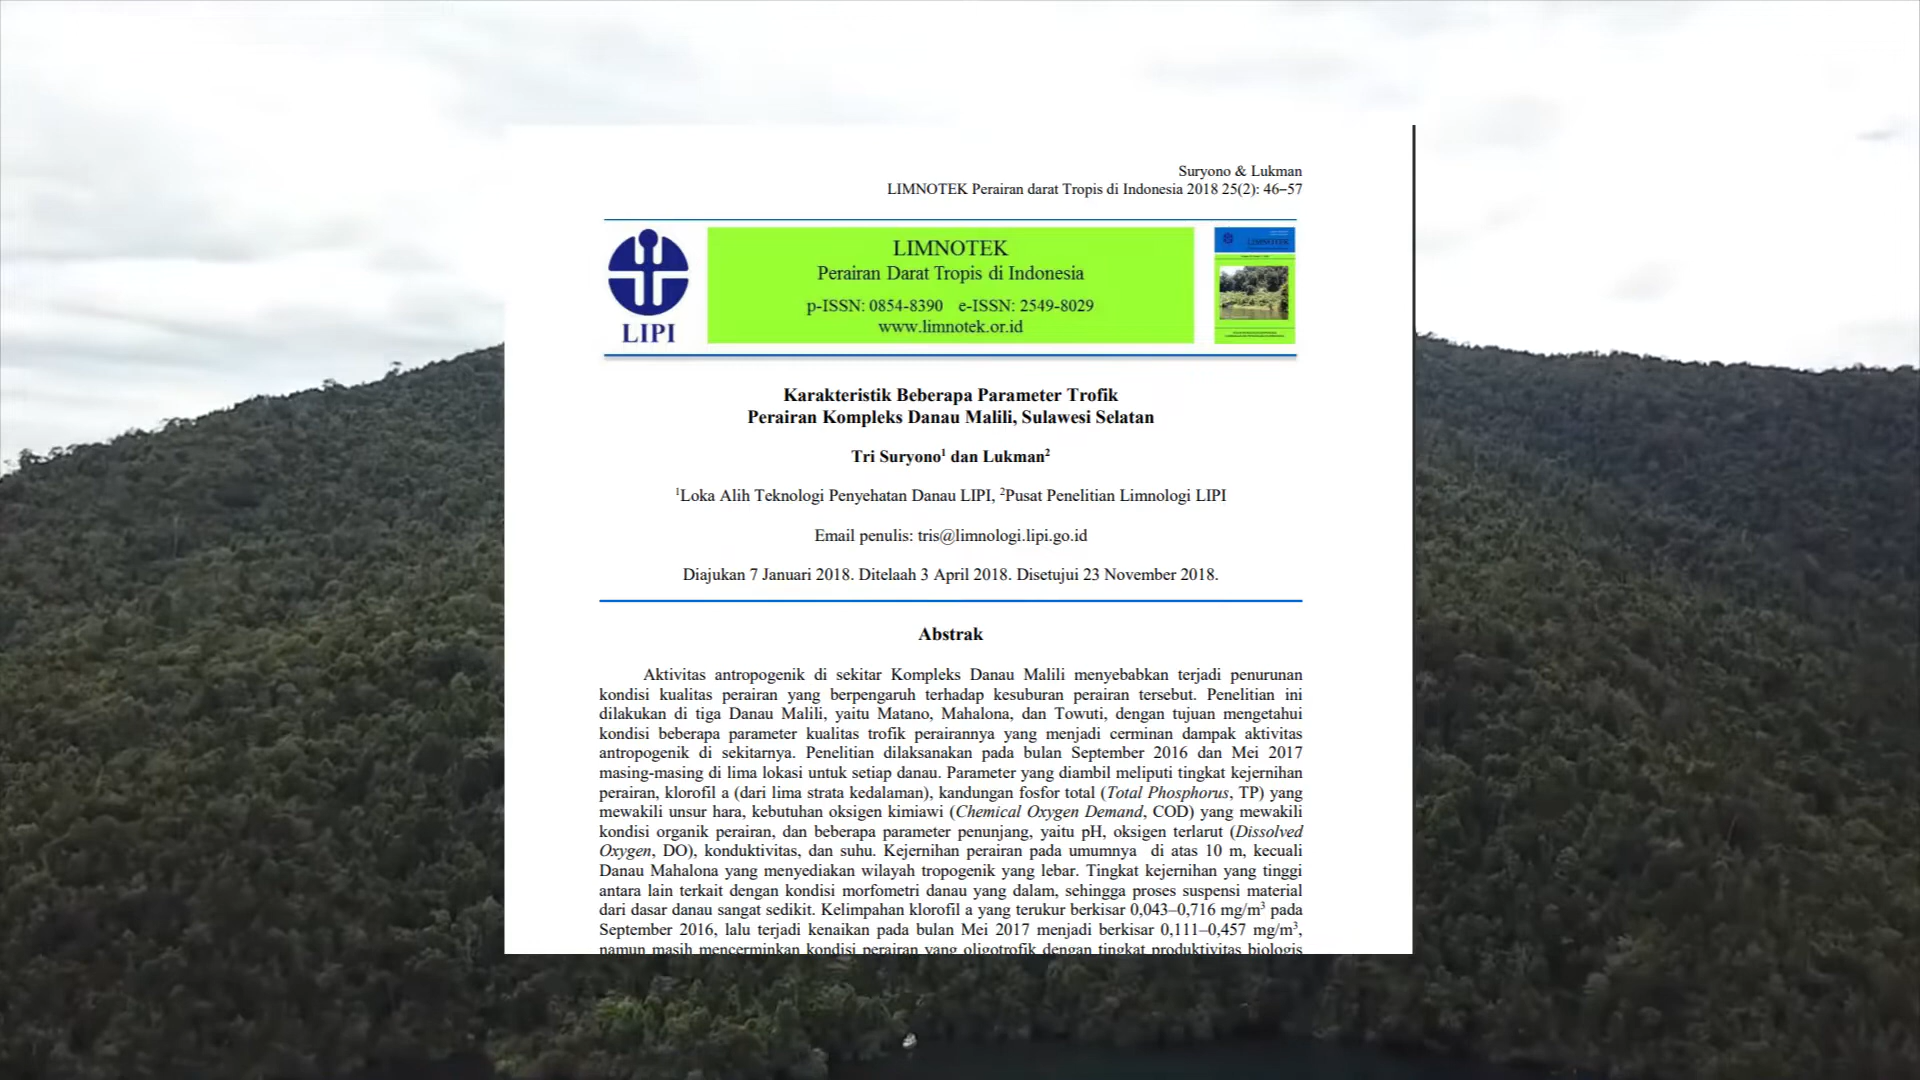 Suryono & Lukman
LIMNOTEK Perairan darat Tropis di Indonesia 2018 25(2): 46–57
LIPI
LIMNOTEK
Perairan Darat Tropis di Indonesia
p-ISSN: 0854-8390 e-ISSN: 2549-8029
www.limnotek.or.id
LIMNOTEK
Karakteristik Beberapa Parameter Trofik
Perairan Kompleks Danau Malili, Sulawesi Selatan
Tri Suryono¹ dan Lukman²
¹Loka Alih Teknologi Penyehatan Danau LIPI, ²Pusat Penelitian Limnologi LIPI
Email penulis: tris@limnologi.lipi.go.id
Diajukan 7 Januari 2018. Ditelaah 3 April 2018. Disetujui 23 November 2018.
Abstrak
Aktivitas antropogenik di sekitar Kompleks Danau Malili menyebabkan terjadi penurunan
kondisi kualitas perairan yang berpengaruh terhadap kesuburan perairan tersebut. Penelitian ini
dilakukan di tiga Danau Malili, yaitu Matano, Mahalona, dan Towuti, dengan tujuan mengetahui
kondisi beberapa parameter kualitas trofik perairannya yang menjadi cerminan dampak aktivitas
antropogenik di sekitarnya. Penelitian dilaksanakan pada bulan September 2016 dan Mei 2017
masing-masing di lima lokasi untuk setiap danau. Parameter yang diambil meliputi tingkat kejernihan
perairan, klorofil a (dari lima strata kedalaman), kandungan fosfor total (Total Phosphorus, TP) yang
mewakili unsur hara, kebutuhan oksigen kimiawi (Chemical Oxygen Demand, COD) yang mewakili
kondisi organik perairan, dan beberapa parameter penunjang, yaitu pH, oksigen terlarut (Dissolved
Oxygen, DO), konduktivitas, dan suhu. Kejernihan perairan pada umumnya di atas 10 m, kecuali
Danau Mahalona yang menyediakan wilayah tropogenik yang lebar. Tingkat kejernihan yang tinggi
antara lain terkait dengan kondisi morfometri danau yang dalam, sehingga proses suspensi material
dari dasar danau sangat sedikit. Kelimpahan klorofil a yang terukur berkisar 0,043–0,716 mg/m³ pada
September 2016, lalu terjadi kenaikan pada bulan Mei 2017 menjadi berkisar 0,111–0,457 mg/m³,
namun masih mencerminkan kondisi perairan yang oligotrofik dengan tingkat produktivitas biologis